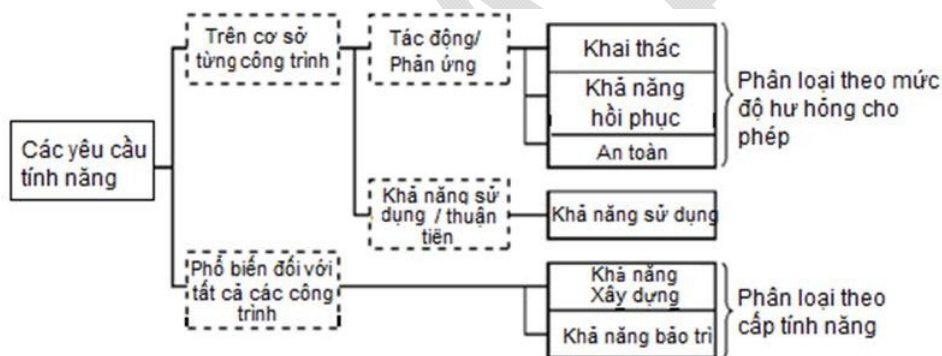 Các yêu cầu
tính năng
Trên cơ sở
từng công trình
Tác động/
Phản ứng
Khai thác
Khả năng
hồi phục
An toàn
Phân loại theo mức
độ hư hỏng cho
phép
Khả năng sử
dụng / thuận
tiện
Khả năng sử dụng
Phổ biến đối với
tất cả các công
trình
Khả năng
Xây dựng
Khả năng bảo trì
Phân loại theo
cấp tính năng